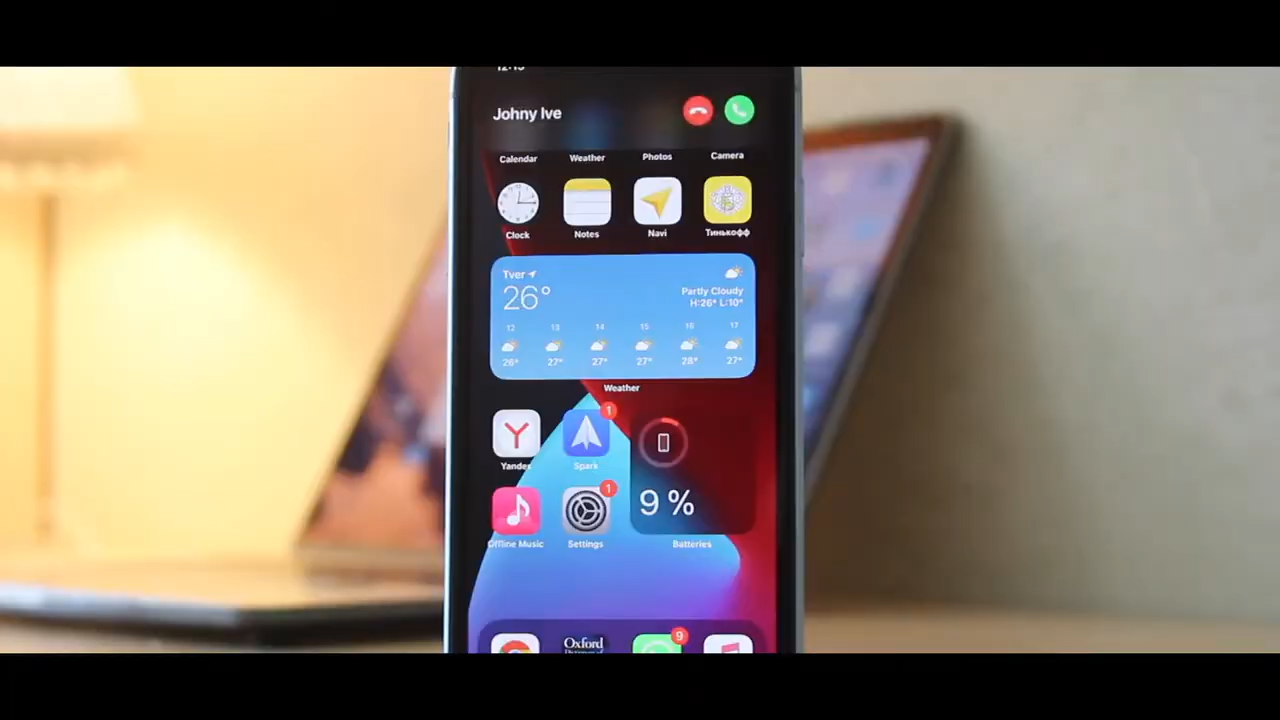 Johny Ive
Calendar Weather Photos Camera
Clock Notes Navi Тинькофф
Tver
26° Partly Cloudy
H:26° L:10°
12 13 14 15 16 17
26° 27° 27° 27° 28° 27°
Weather
1
Yandex Spark
9 %
1
Offline Music Settings Batteries
Oxford
9